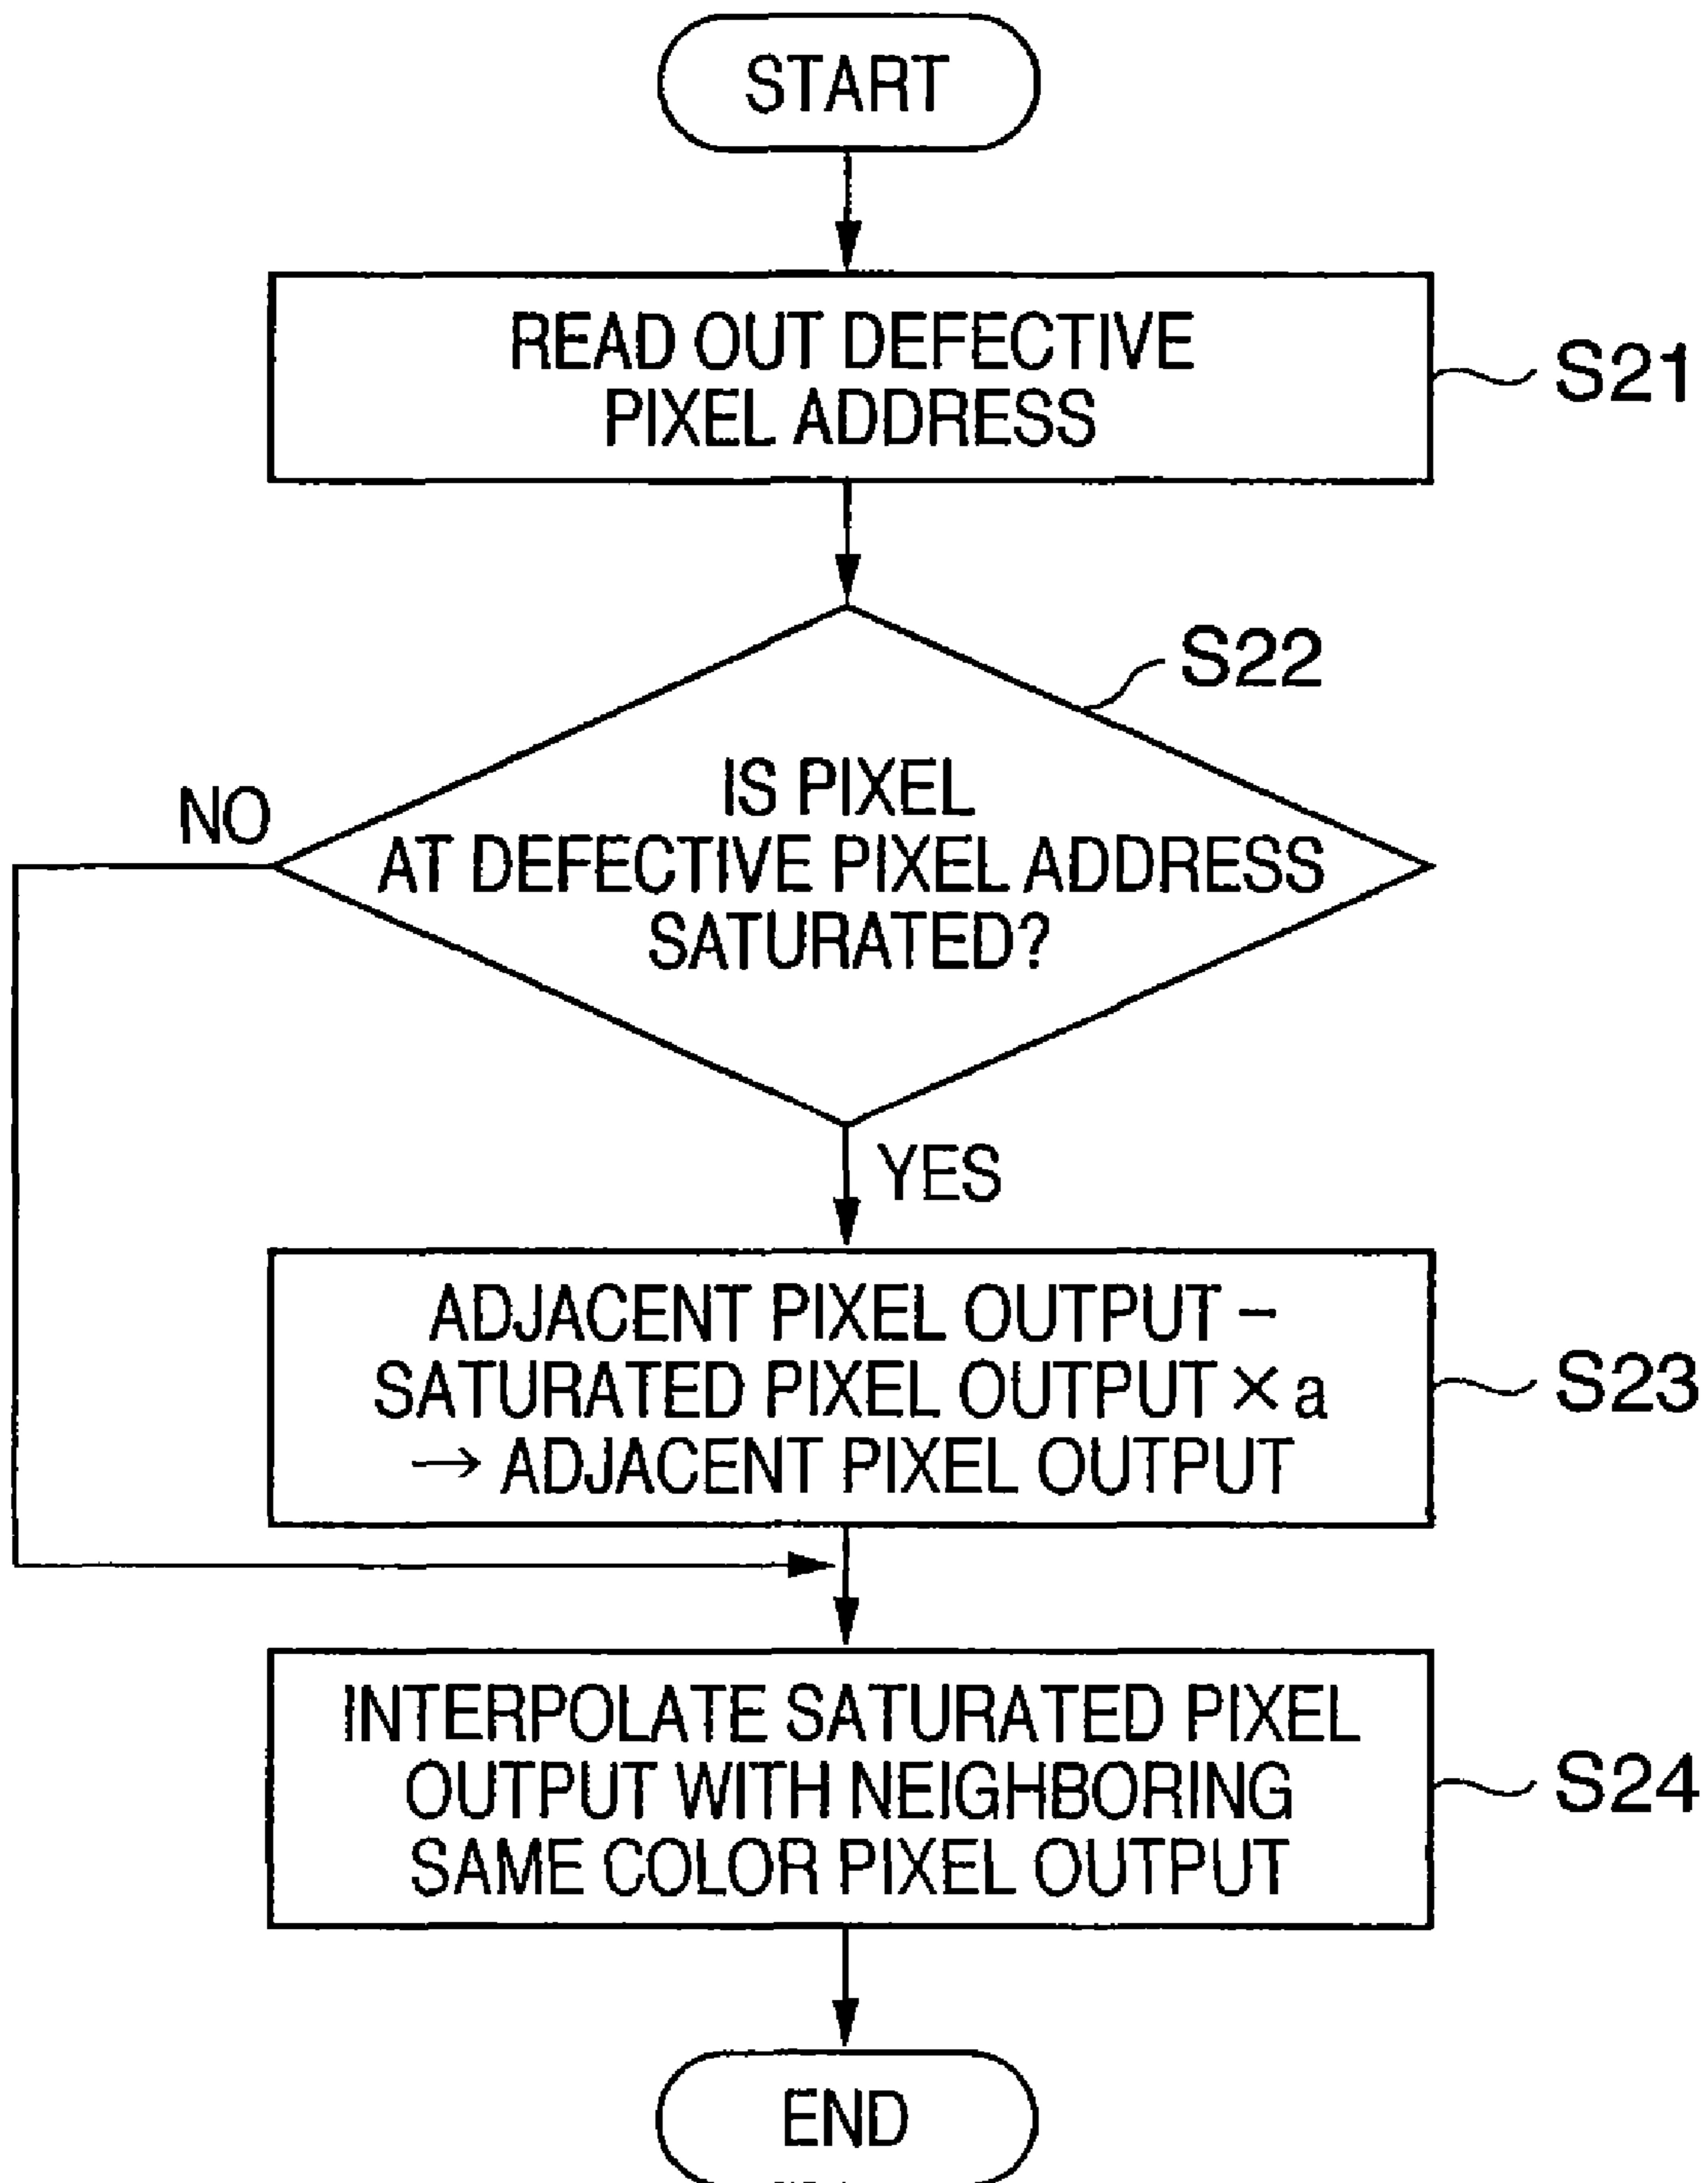 START
READ OUT DEFECTIVE
PIXEL ADDRESS
S21
S22
IS PIXEL
AT DEFECTIVE PIXEL ADDRESS
SATURATED?
NO
YES
ADJACENT PIXEL OUTPUT –
SATURATED PIXEL OUTPUT × a
→ ADJACENT PIXEL OUTPUT
S23
INTERPOLATE SATURATED PIXEL
OUTPUT WITH NEIGHBORING
SAME COLOR PIXEL OUTPUT
S24
END